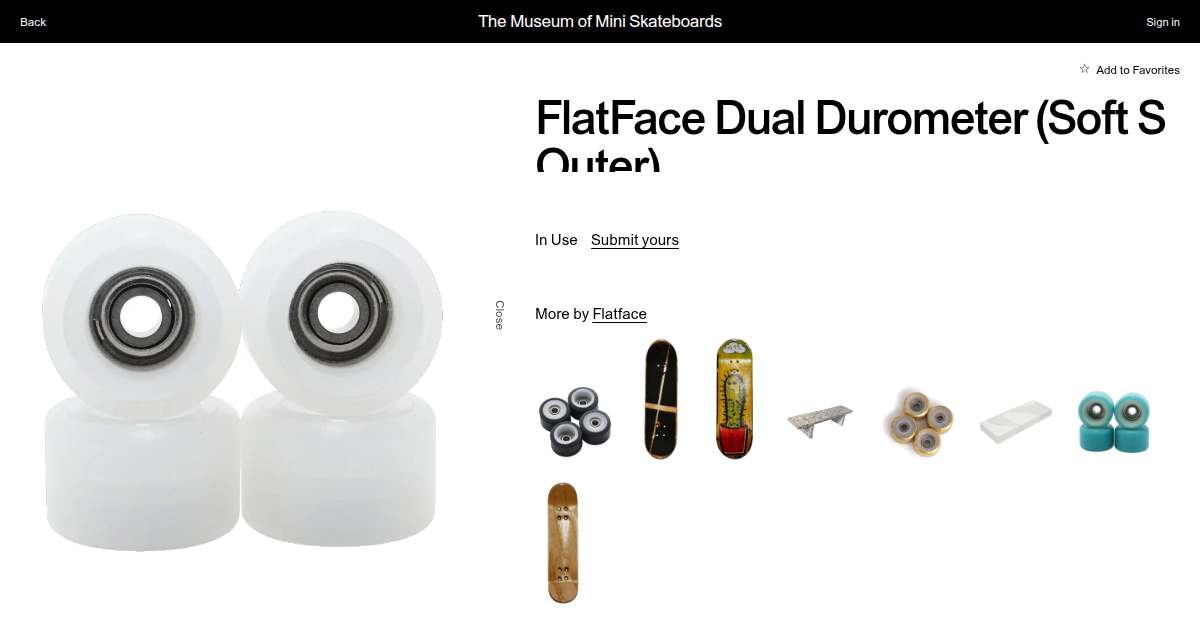 Back
The Museum of Mini Skateboards
Sign in
☆ Add to Favorites
FlatFace Dual Durometer (Soft S
Outer)
In Use Submit yours
Close
More by Flatface